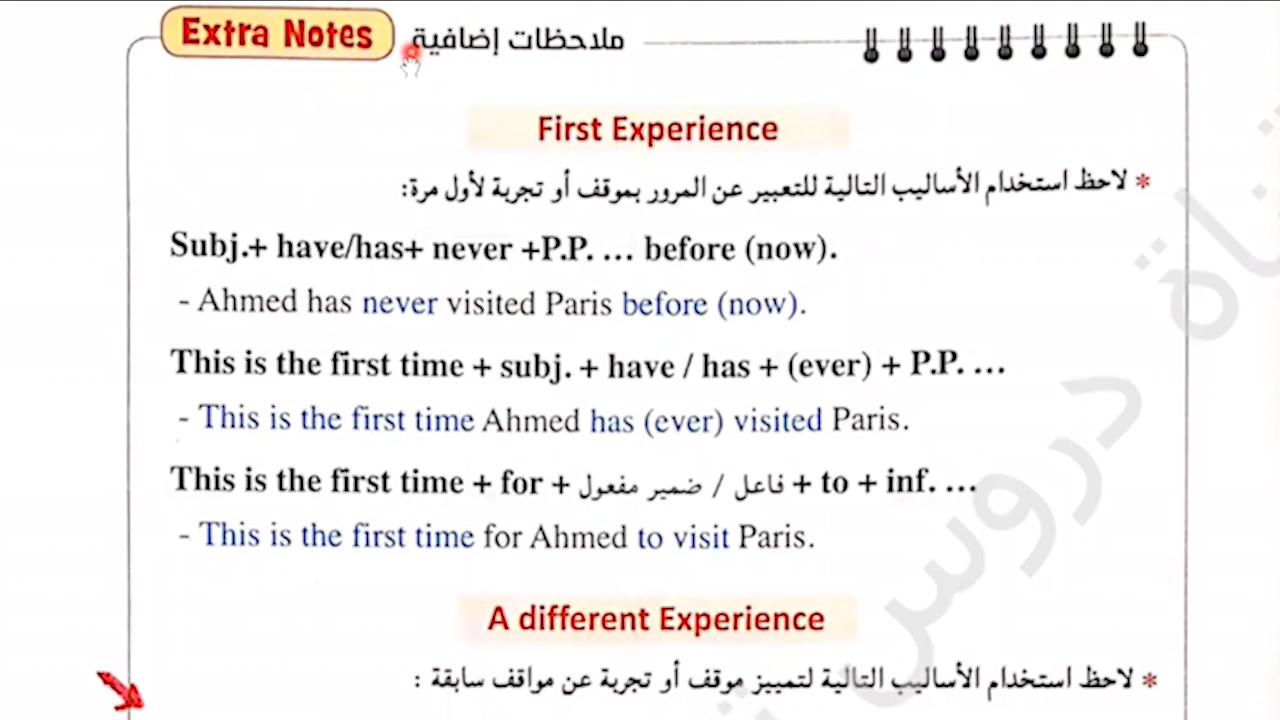 Extra Notes ملاحظات إضافية
First Experience
* لاحظ استخدام الأساليب التالية للتعبير عن المرور بموقف أو تجربة لأول مرة:
Subj.+ have/has+ never +P.P. … before (now).
- Ahmed has never visited Paris before (now).
This is the first time + subj. + have / has + (ever) + P.P. …
- This is the first time Ahmed has (ever) visited Paris.
This is the first time + for + فاعل / ضمير مفعول + to + inf. …
- This is the first time for Ahmed to visit Paris.
A different Experience
* لاحظ استخدام الأساليب التالية لتمييز موقف أو تجربة عن مواقف سابقة :
دروس